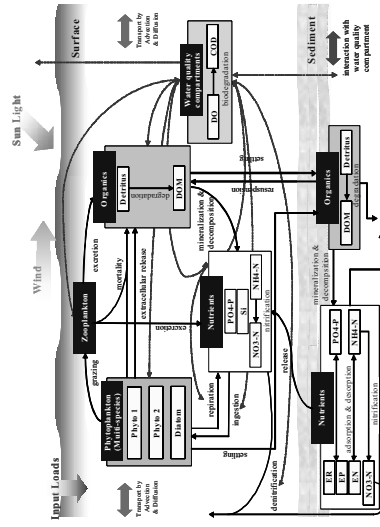 Sun Light
Wind
Input Loads
Surface
Transport by
Advection
& Diffusion
Sediment
interaction with
water quality
compartment
Water quality
compartments
DO
COD
biodegradation
Organics
Detritus
degradation
DOM
Zooplankton
excretion
mortality
extracellular release
grazing
Phytoplankton
(Muiti-species)
Phyto 1
Phyto 2
Diatom
mineralization &
decomposition
Nutrients
PO4-P
Si
NH4-N
NO3-N
nitrification
excretion
repiration
ingestion
settling
settling
resuspension
release
denitrification
Transport by
Advection
& Diffusion
Organics
Detritus
DOM
degradation
mineralization &
decomposition
Nutrients
PO4-P
NH4-N
adsorption & desorption
ER
EP
EN
NO3-N
nitrification